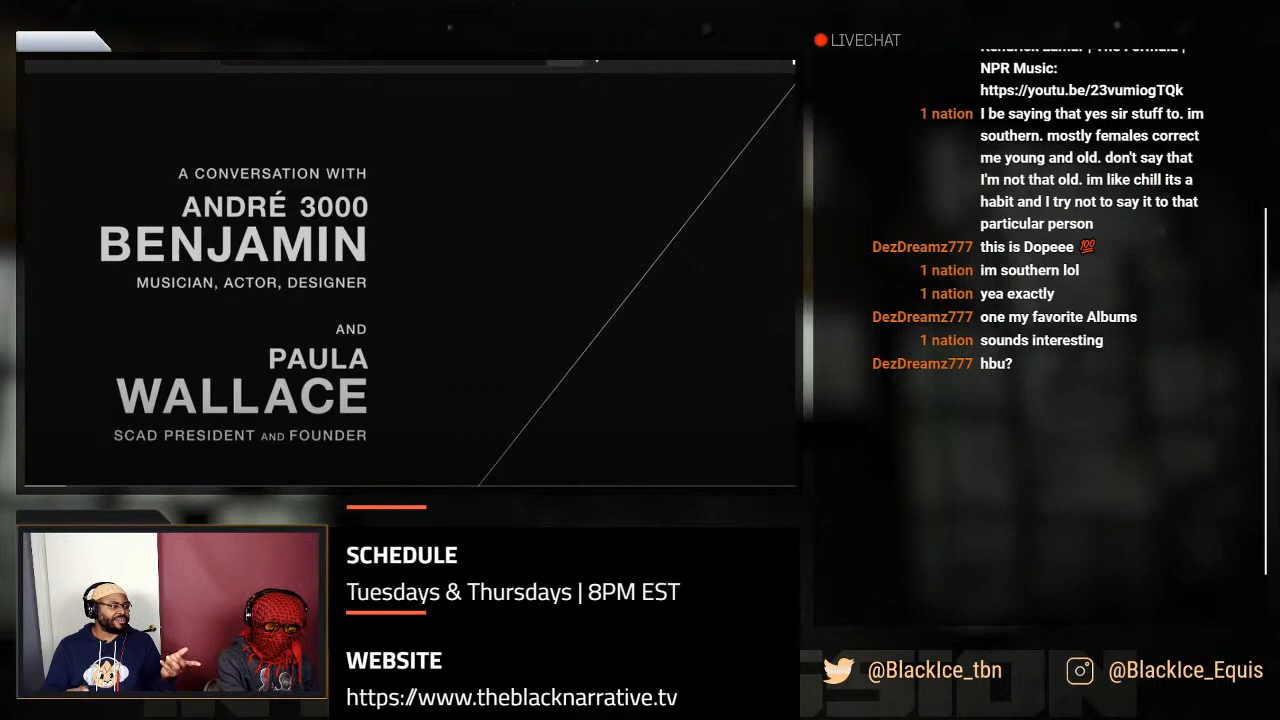 LIVECHAT
A CONVERSATION WITH
ANDRÉ 3000
BENJAMIN
MUSICIAN, ACTOR, DESIGNER
AND
PAULA
WALLACE
SCAD PRESIDENT AND FOUNDER
Kendrick Lamar | The Formula |
NPR Music:
https://youtu.be/23vumiogTQk
1 nation I be saying that yes sir stuff to. im
southern. mostly females correct
me young and old. don't say that
I'm not that old. im like chill its a
habit and I try not to say it to that
particular person
DezDreamz777 this is Dopeee 💯
1 nation im southern lol
1 nation yea exactly
DezDreamz777 one my favorite Albums
1 nation sounds interesting
DezDreamz777 hbu?
SCHEDULE
Tuesdays & Thursdays | 8PM EST
WEBSITE
https://www.theblacknarrative.tv
@BlackIce_tbn
@BlackIce_Equis